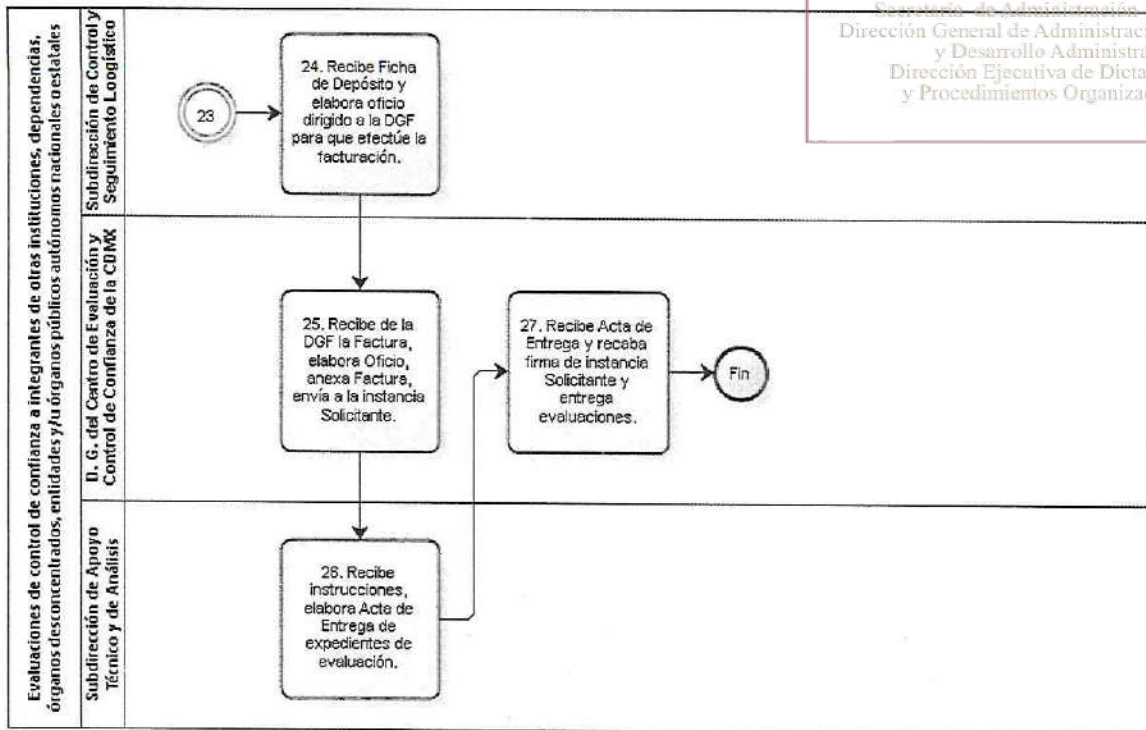 Secretaría de Administración
Dirección General de Administraci
y Desarrollo Administra
Dirección Ejecutiva de Dicta
y Procedimientos Organiza
Evaluaciones de control de confianza a integrantes de otras instituciones, dependencias,
órganos desconcentrados, entidades y/u órganos públicos autónomos nacionales o estatales
Subdirección de Control y
Seguimiento Loogístico
23
24. Recibe Ficha
de Depósito y
elabora oficio
dirigido a la DGF
para que efectúe la
facturación.
D. G. del Centro de Evaluación y
Control de Confianza de la CDMX
25. Recibe de la
DGF la Factura,
elabora Oficio,
anexa Factura,
envía a la instancia
Solicitante.
27. Recibe Acta de
Entrega y recaba
firma de instancia
Solicitante y
entrega
evaluaciones.
Fin
Subdirección de Apoyo
Técnico y de Análisis
26. Recibe
instrucciones,
elabora Acta de
Entrega de
expedientes de
evaluación.